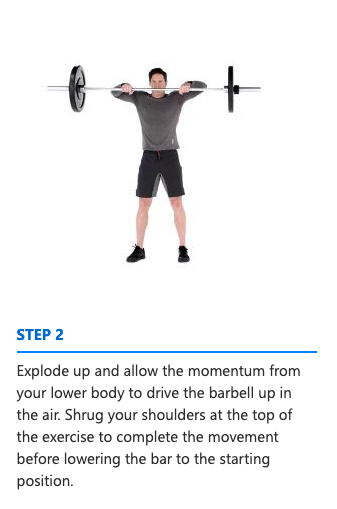 STEP 2
Explode up and allow the momentum from
your lower body to drive the barbell up in
the air. Shrug your shoulders at the top of
the exercise to complete the movement
before lowering the bar to the starting
position.